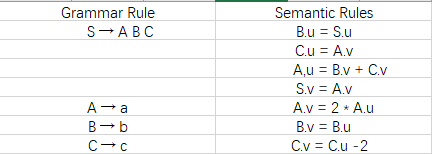 Grammar Rule Semantic Rules
S→ A B C B.u = S.u
C.u = A.v
A,u = B.v + C.v
S.v = A.v
A→ a A.v = 2 * A.u
B→ b B.v = B.u
C→ c C.v = C.u -2